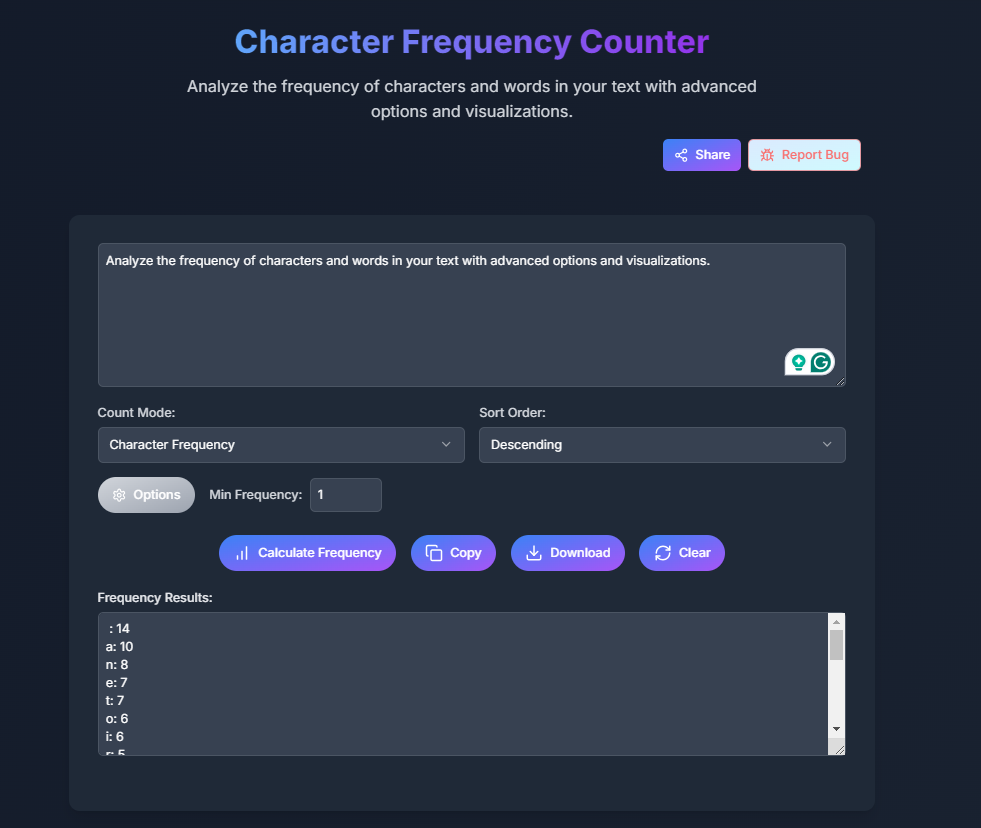 Character Frequency Counter
Analyze the frequency of characters and words in your text with advanced
options and visualizations.
Share
Report Bug
Analyze the frequency of characters and words in your text with advanced options and visualizations.
Count Mode:
Sort Order:
Character Frequency
Descending
Options
Min Frequency:
1
Calculate Frequency
Copy
Download
Clear
Frequency Results:
: 14
a: 10
n: 8
e: 7
t: 7
o: 6
i: 6
r: 5